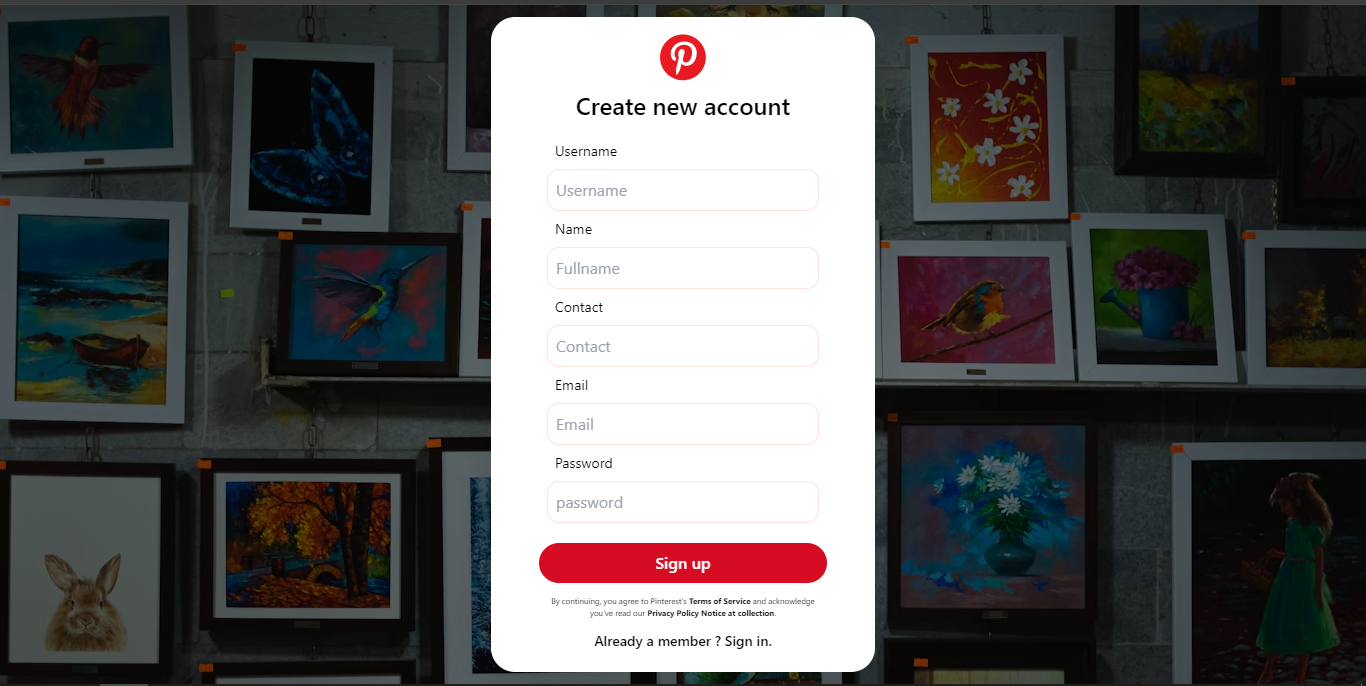 Create new account
Username
Username
Name
Fullname
Contact
Contact
Email
Email
Password
password
Sign up
By continuing, you agree to Pinterest's Terms of Service and acknowledge
you've read our Privacy Policy Notice at collection.
Already a member ? Sign in.